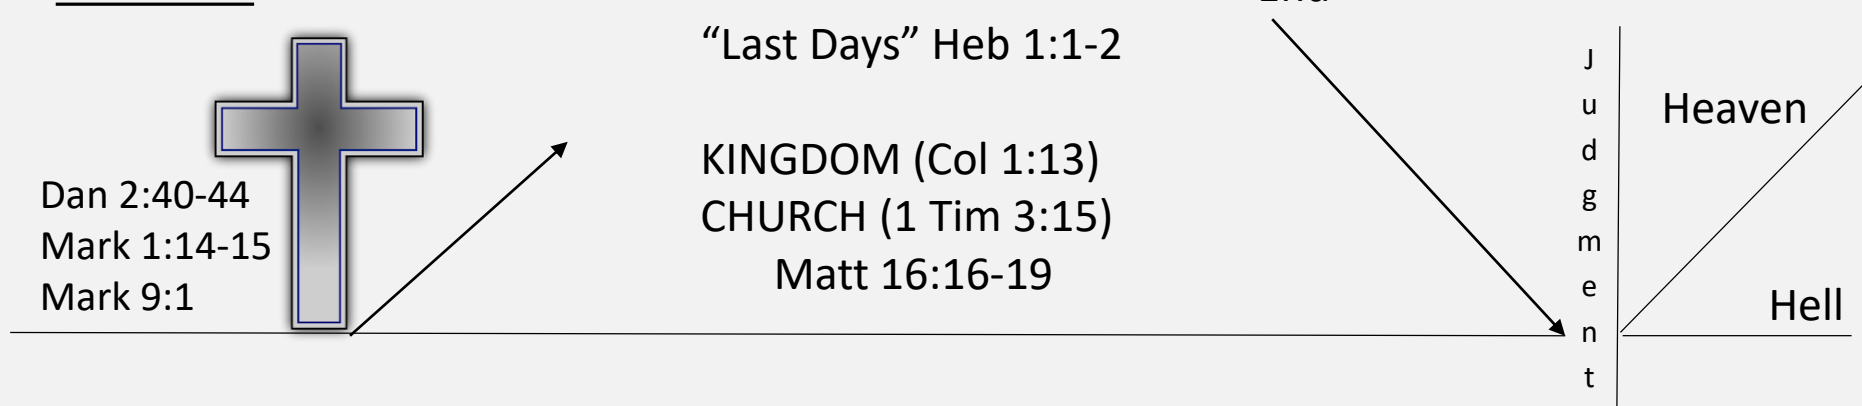 “Last Days” Heb 1:1-2
KINGDOM (Col 1:13)
CHURCH (1 Tim 3:15)
Matt 16:16-19
Dan 2:40-44
Mark 1:14-15
Mark 9:1
Judgment
Heaven
Hell